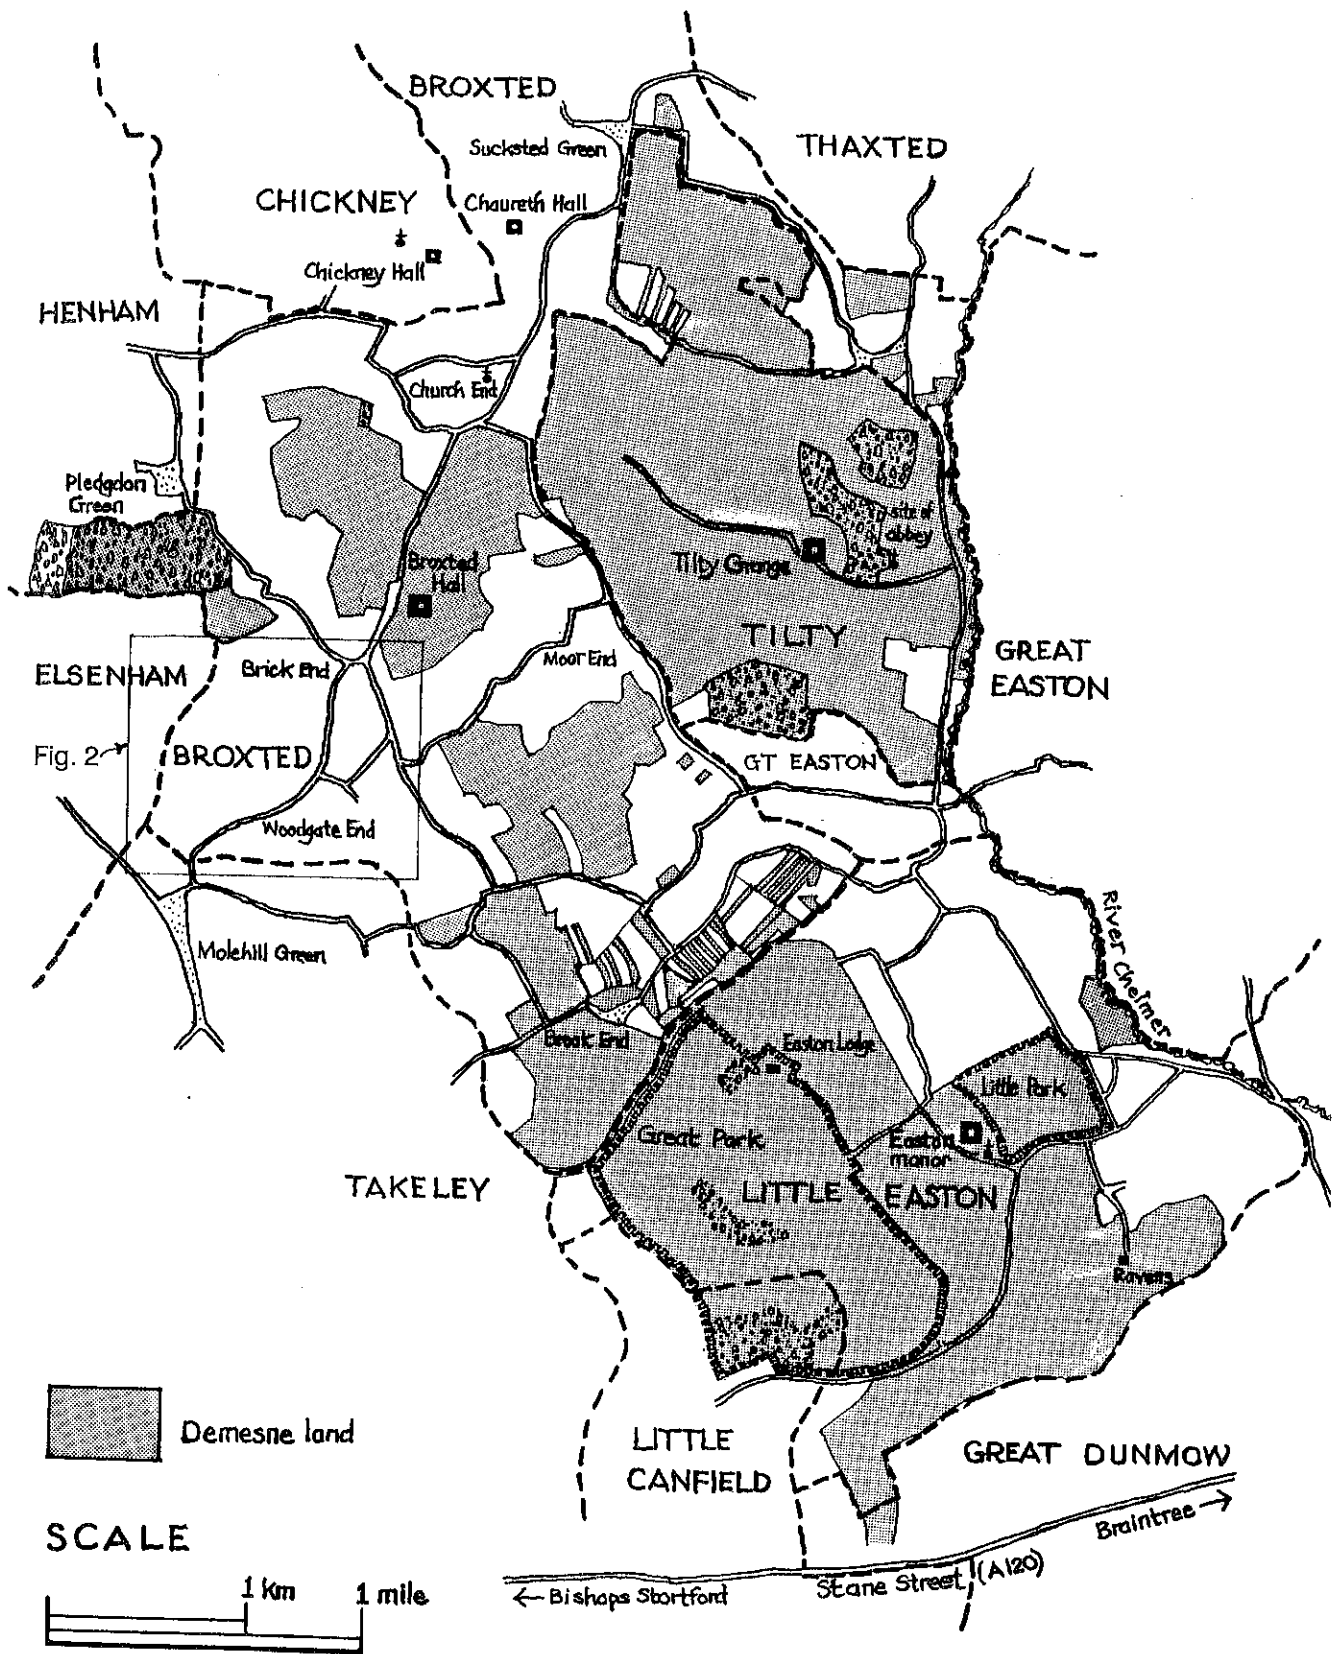 BROXTED
THAXTED
Sucksted Green
CHICKNEY
Chaureth Hall
Chickney Hall
HENHAM
Church End
Pledgdon
Green
site of
abbey
Broxted
Hall
Tilty Grange
TILTY
GREAT
EASTON
Moor End
ELSENHAM
Brick End
Fig. 2
BROXTED
GT EASTON
Woodgate End
River Chelmer
Molehill Green
Brook End
Easton Lodge
Little Park
Great Park
Easton
manor
TAKELEY
LITTLE EASTON
Ravens
Demesne land
LITTLE
CANFIELD
GREAT DUNMOW
SCALE
Braintree →
1 km
1 mile
← Bishops Stortford
Stane Street (A120)